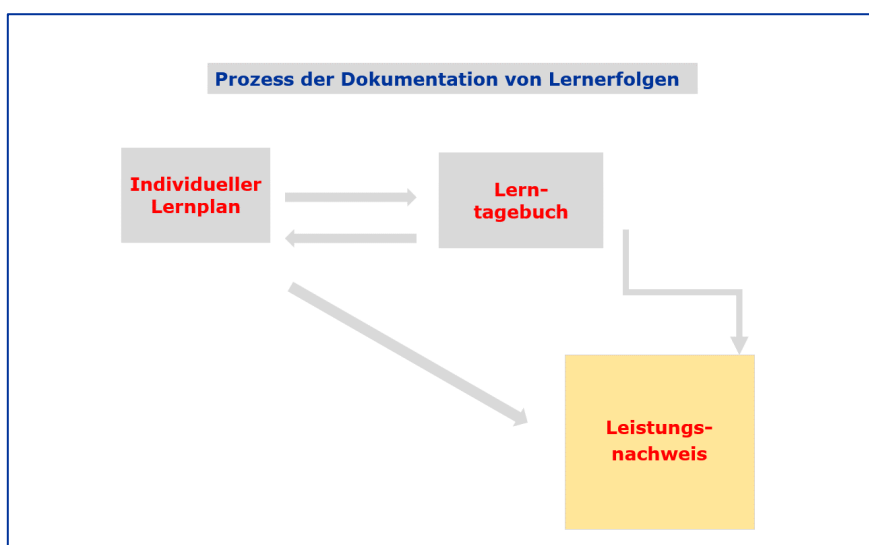 Prozess der Dokumentation von Lernerfolgen
Individueller
Lernplan
Lern-
tagebuch
Leistungs-
nachweis